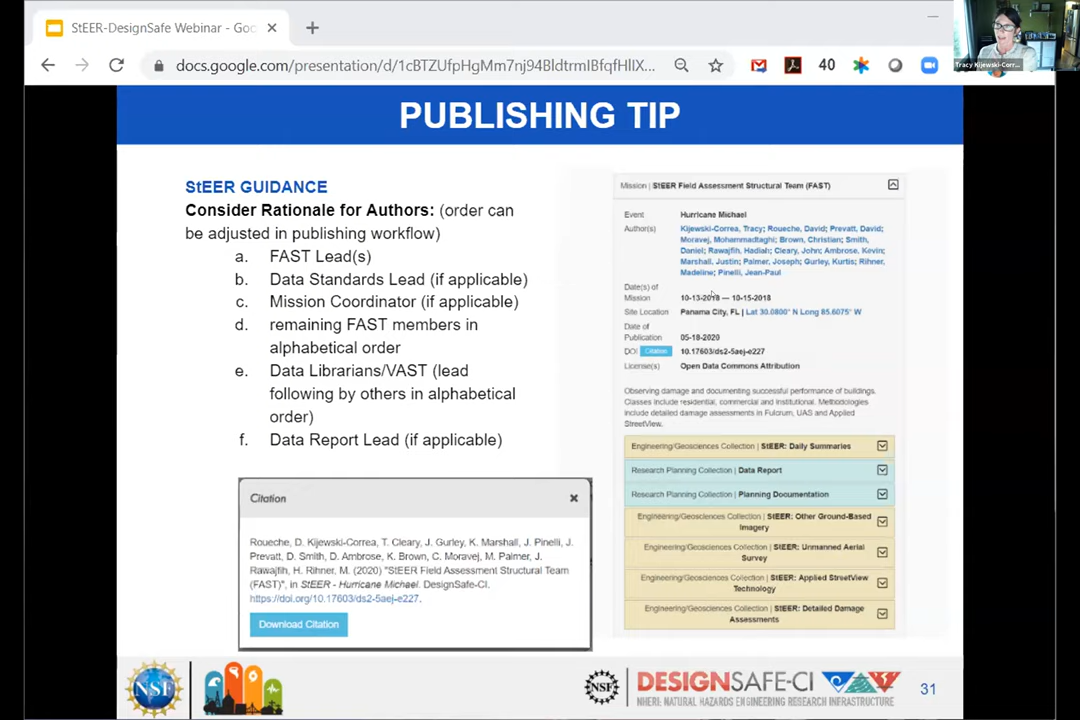 StEER-DesignSafe Webinar - Goo
docs.google.com/presentation/d/1cBTZUfpHgMm7nj94BldtrmIBfqfHlIX...
40
Tracy Kijewski-Corr...
PUBLISHING TIP
StEER GUIDANCE
Consider Rationale for Authors: (order can
be adjusted in publishing workflow)
a. FAST Lead(s)
b. Data Standards Lead (if applicable)
c. Mission Coordinator (if applicable)
d. remaining FAST members in
alphabetical order
e. Data Librarians/VAST (lead
following by others in alphabetical
order)
f. Data Report Lead (if applicable)
Mission | StEER Field Assessment Structural Team (FAST)
Event Hurricane Michael
Author(s) Kijewski-Correa, Tracy; Roueche, David; Prevatt, David;
Moravej, Mohammadtaghi; Brown, Christian; Smith,
Daniel; Rawajfih, Hadiah; Cleary, John; Ambrose, Kevin;
Marshall, Justin; Palmer, Joseph; Gurley, Kurtis; Rihner,
Madeline; Pinelli, Jean-Paul
Date(s) of
Mission 10-13-2018 — 10-15-2018
Site Location Panama City, FL | Lat 30.0800° N Long 85.6075° W
Date of
Publication 05-18-2020
DOI Citation 10.17603/ds2-5aej-e227
License(s) Open Data Commons Attribution
Observing damage and documenting successful performance of buildings.
Classes include residential, commercial and institutional. Methodologies
include detailed damage assessments in Fulcrum, UAS and Applied
StreetView.
Engineering/Geosciences Collection | StEER: Daily Summaries
Research Planning Collection | Data Report
Research Planning Collection | Planning Documentation
Engineering/Geosciences Collection | StEER: Other Ground-Based
Imagery
Engineering/Geosciences Collection | StEER: Unmanned Aerial
Survey
Engineering/Geosciences Collection | StEER: Applied StreetView
Technology
Engineering/Geosciences Collection | StEER: Detailed Damage
Assessments
Citation
Roueche, D. Kijewski-Correa, T. Cleary, J. Gurley, K. Marshall, J. Pinelli, J.
Prevatt, D. Smith, D. Ambrose, K. Brown, C. Moravej, M. Palmer, J.
Rawajfih, H. Rihner, M. (2020) "StEER Field Assessment Structural Team
(FAST)", in StEER - Hurricane Michael. DesignSafe-CI.
https://doi.org/10.17603/ds2-5aej-e227.
Download Citation
NSF
NSF
DESIGNSAFE-CI
NHERI: NATURAL HAZARDS ENGINEERING RESEARCH INFRASTRUCTURE
31